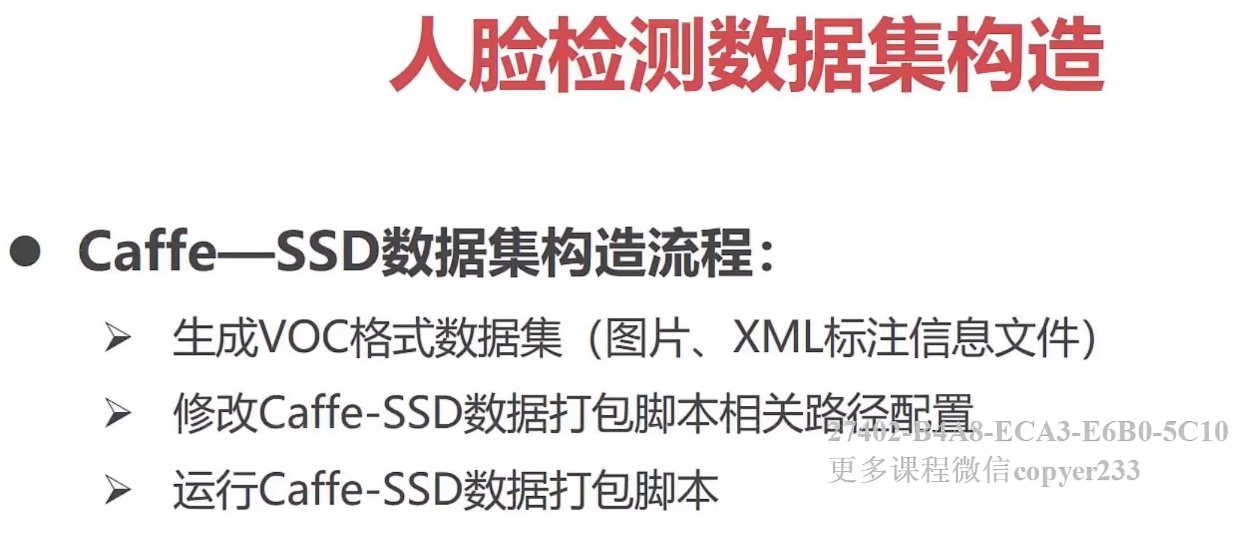 人脸检测数据集构造
Caffe—SSD数据集构造流程：
生成VOC格式数据集（图片、XML标注信息文件）
修改Caffe-SSD数据打包脚本相关路径配置
27402-B4A8-ECA3-E6B0-5C10
更多课程微信copyer233
运行Caffe-SSD数据打包脚本